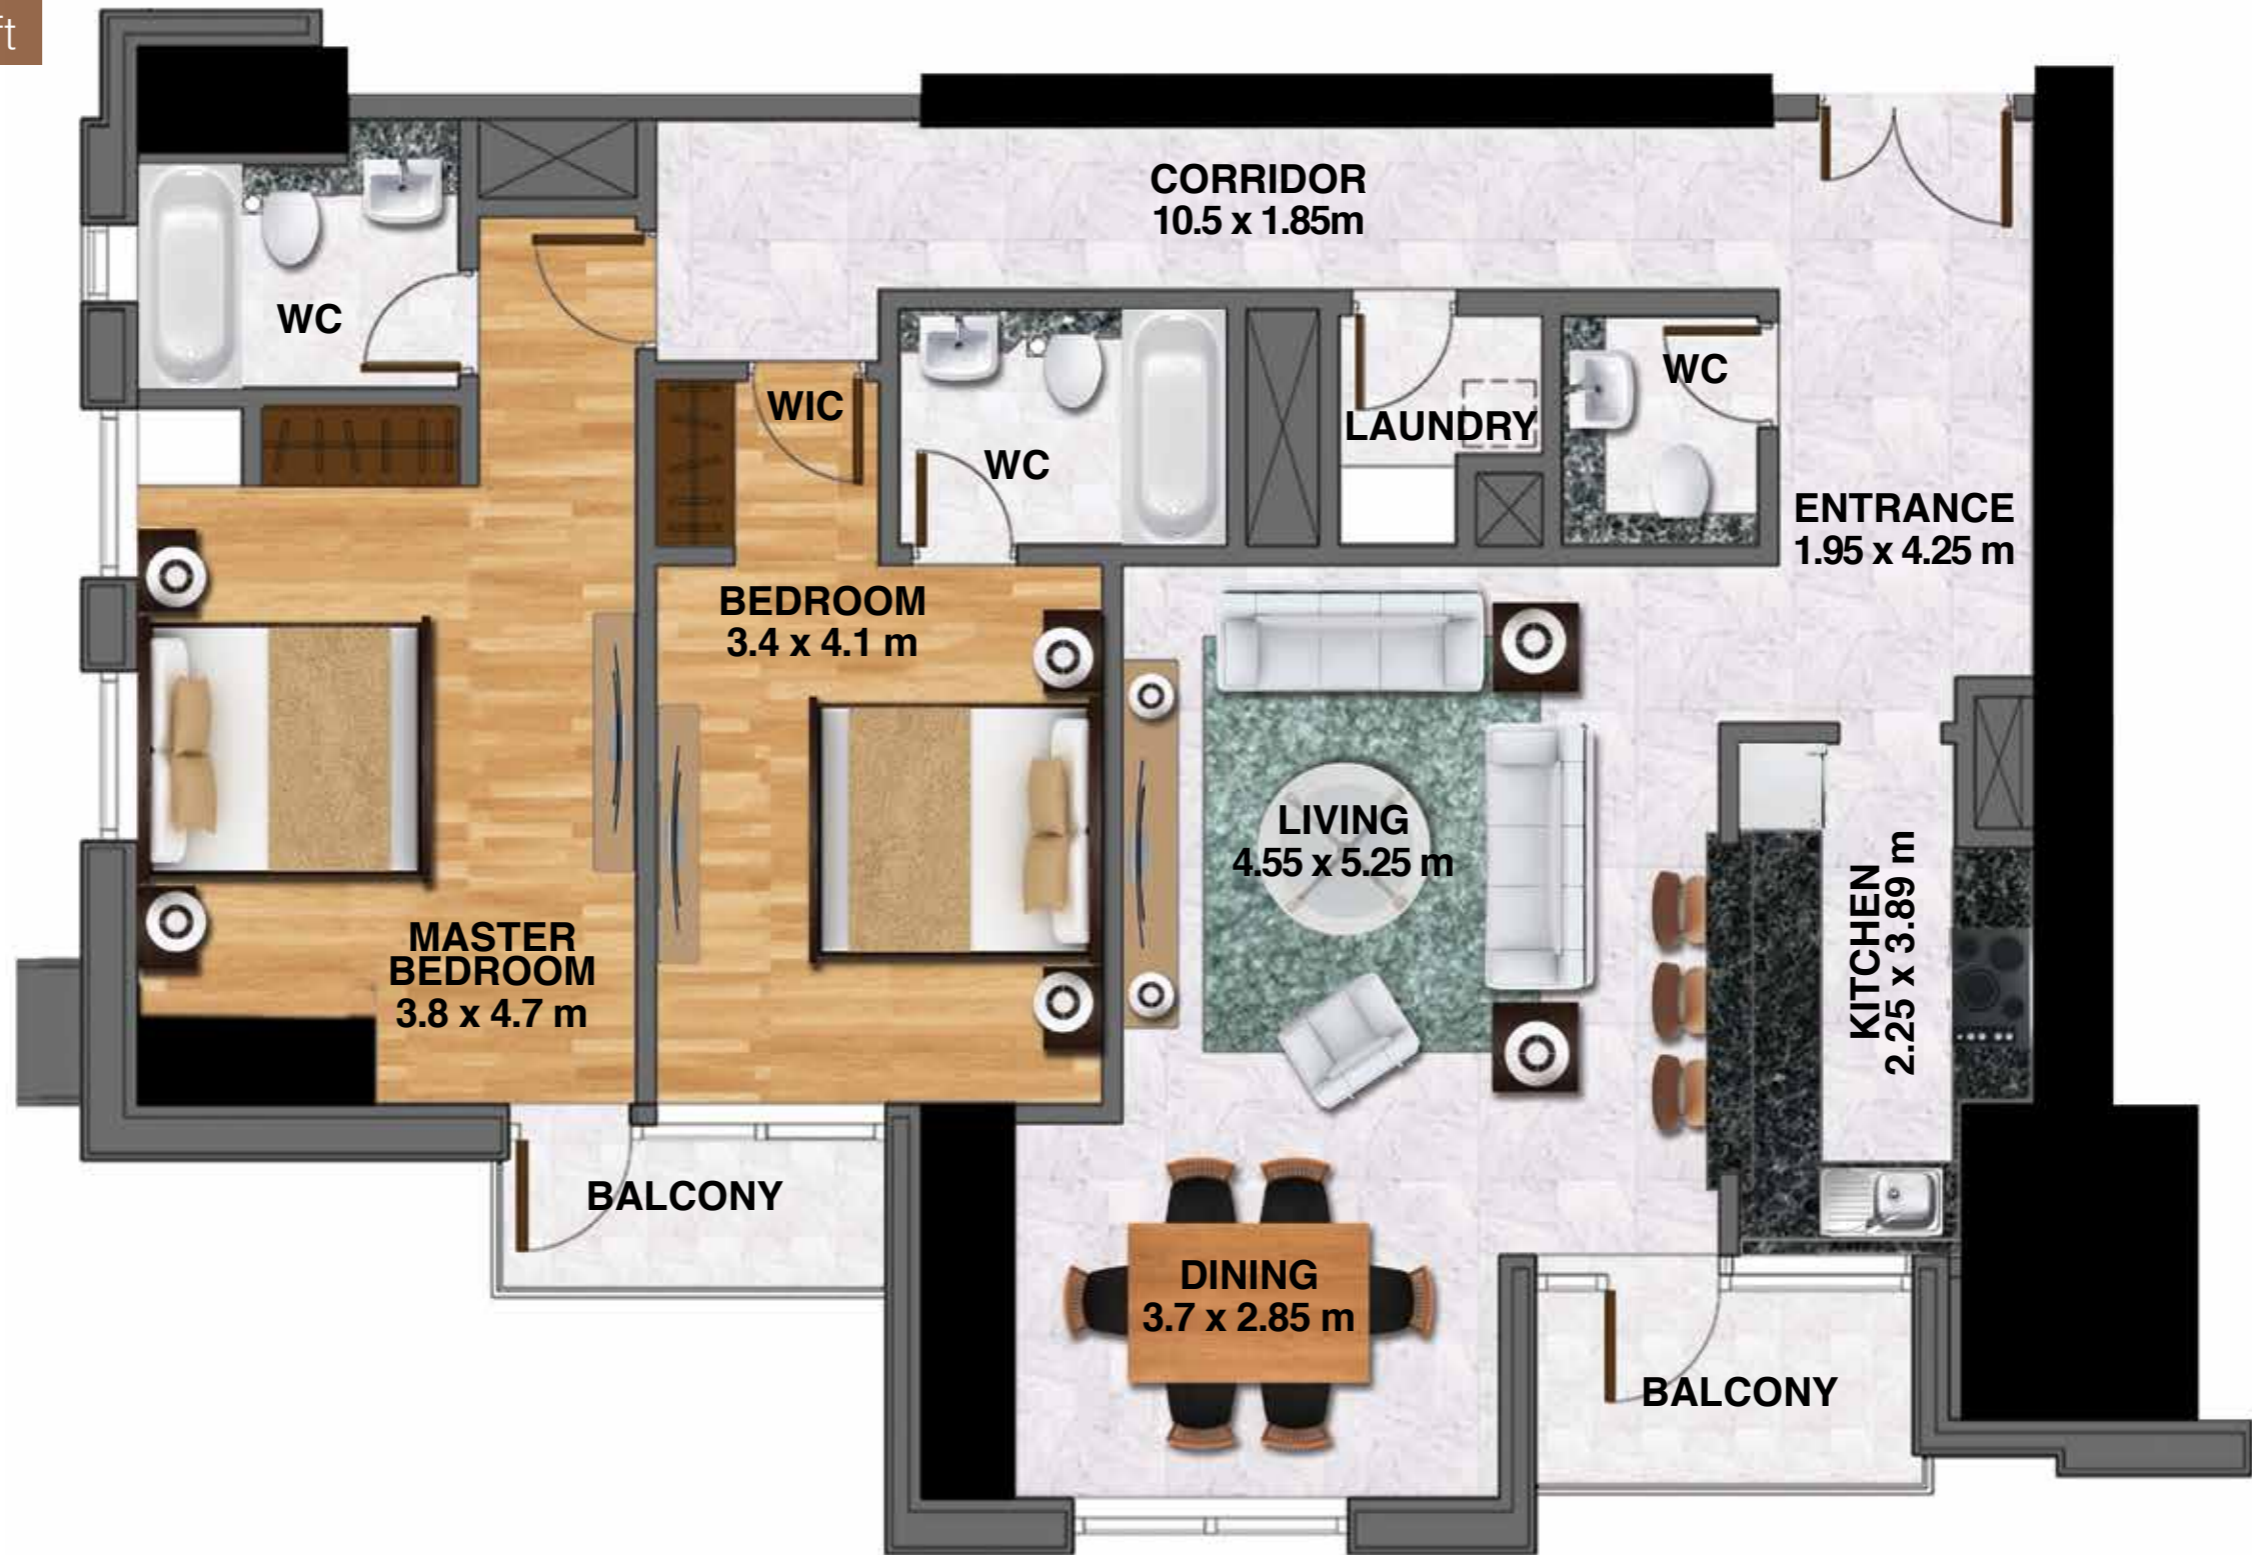 ft
CORRIDOR
10.5 x 1.85m
WC
WIC
WC
LAUNDRY
WC
ENTRANCE
1.95 x 4.25 m
BEDROOM
3.4 x 4.1 m
LIVING
4.55 x 5.25 m
KITCHEN
2.25 x 3.89 m
MASTER
BEDROOM
3.8 x 4.7 m
BALCONY
DINING
3.7 x 2.85 m
BALCONY